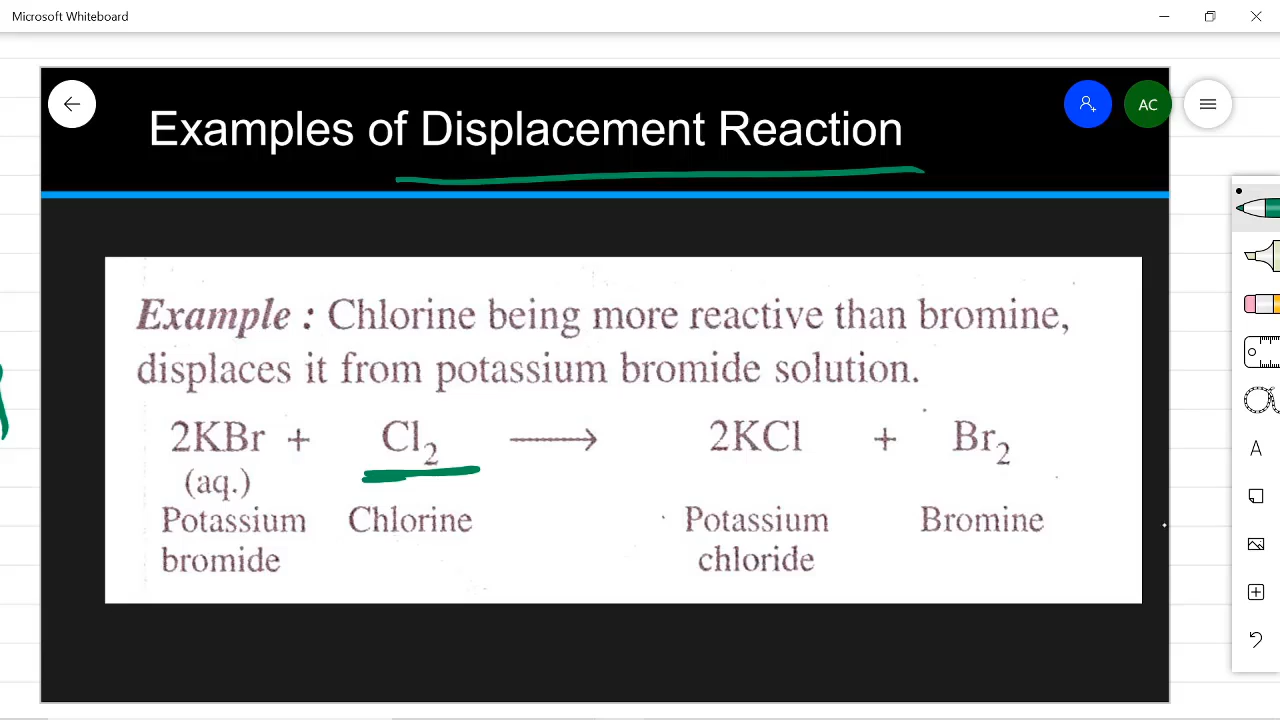 Microsoft Whiteboard
AC
Examples of Displacement Reaction
Example : Chlorine being more reactive than bromine,
displaces it from potassium bromide solution.
2KBr + Cl₂ ⟶ 2KCl + Br₂
(aq.)
Potassium Chlorine Potassium Bromine
bromide chloride
A